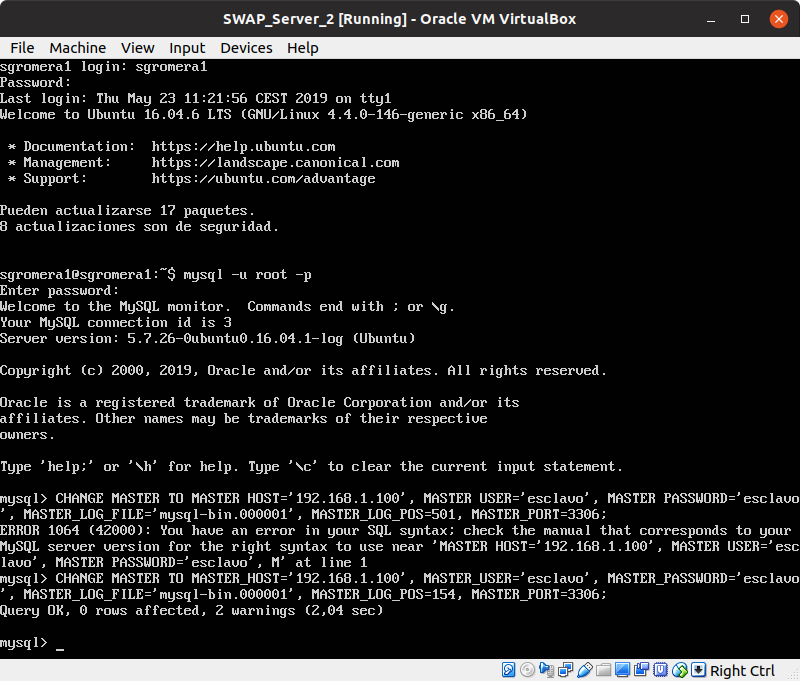 SWAP_Server_2 [Running] - Oracle VM VirtualBox
File Machine View Input Devices Help
sgromera1 login: sgromera1
Password:
Last login: Thu May 23 11:21:56 CEST 2019 on tty1
Welcome to Ubuntu 16.04.6 LTS (GNU/Linux 4.4.0-146-generic x86_64)
* Documentation: https://help.ubuntu.com
* Management: https://landscape.canonical.com
* Support: https://ubuntu.com/advantage
Pueden actualizarse 17 paquetes.
8 actualizaciones son de seguridad.
sgromera1@sgromera1:~$ mysql -u root -p
Enter password:
Welcome to the MySQL monitor. Commands end with ; or \g.
Your MySQL connection id is 3
Server version: 5.7.26-0ubuntu0.16.04.1-log (Ubuntu)
Copyright (c) 2000, 2019, Oracle and/or its affiliates. All rights reserved.
Oracle is a registered trademark of Oracle Corporation and/or its
affiliates. Other names may be trademarks of their respective
owners.
Type 'help;' or '\h' for help. Type '\c' to clear the current input statement.
mysql> CHANGE MASTER TO MASTER HOST='192.168.1.100', MASTER USER='esclavo', MASTER PASSWORD='esclavo
', MASTER_LOG_FILE='mysql-bin.000001', MASTER_LOG_POS=501, MASTER_PORT=3306;
ERROR 1064 (42000): You have an error in your SQL syntax; check the manual that corresponds to your
MySQL server version for the right syntax to use near 'MASTER HOST='192.168.1.100', MASTER USER='esc
lavo', MASTER PASSWORD='esclavo', M' at line 1
mysql> CHANGE MASTER TO MASTER_HOST='192.168.1.100', MASTER_USER='esclavo', MASTER_PASSWORD='esclavo
', MASTER_LOG_FILE='mysql-bin.000001', MASTER_LOG_POS=154, MASTER_PORT=3306;
Query OK, 0 rows affected, 2 warnings (2,04 sec)
mysql> _
Right Ctrl